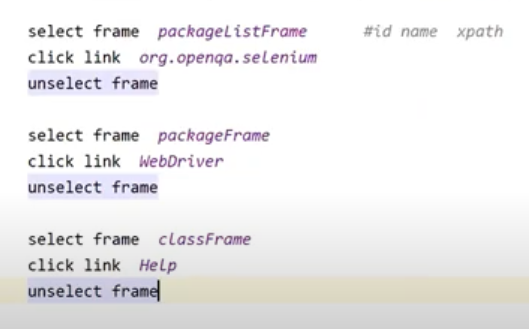 select frame  packageListFrame      #id name  xpath
click link  org.openqa.selenium
unselect frame
select frame  packageFrame
click link  WebDriver
unselect frame
select frame  classFrame
click link  Help
unselect frame